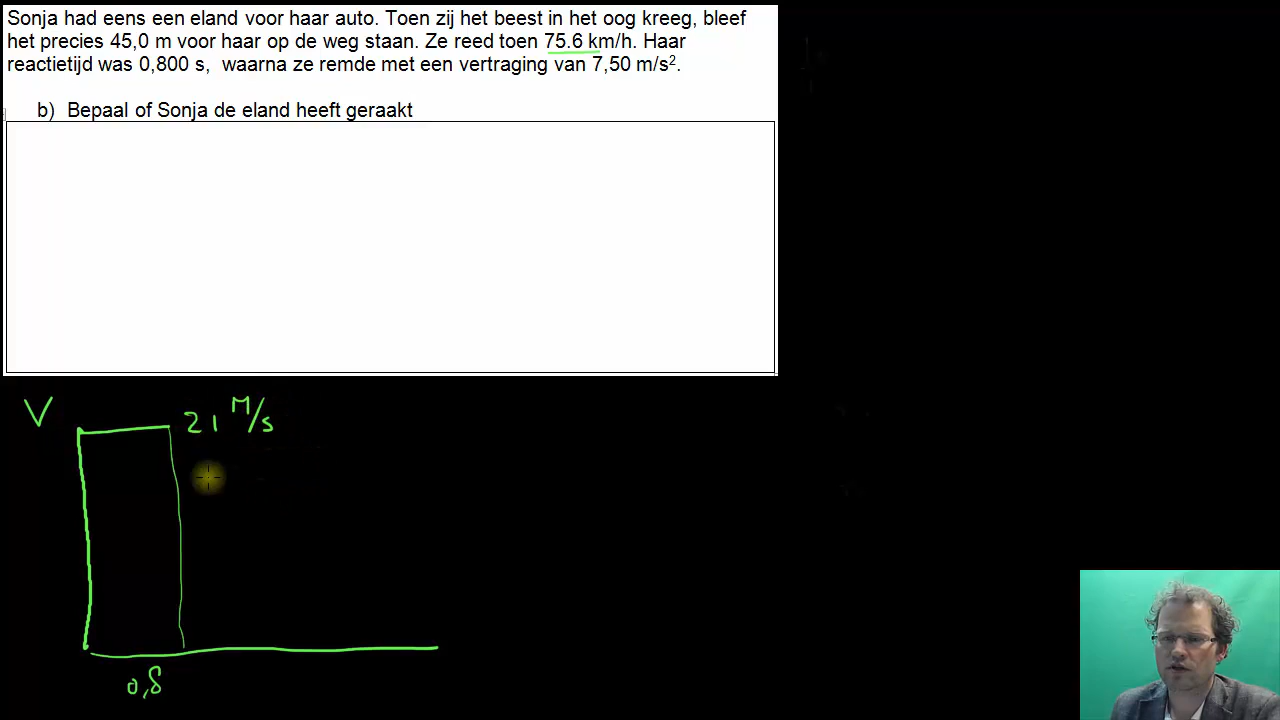 Sonja had eens een eland voor haar auto. Toen zij het beest in het oog kreeg, bleef
het precies 45,0 m voor haar op de weg staan. Ze reed toen 75.6 km/h. Haar
reactietijd was 0,800 s, waarna ze remde met een vertraging van 7,50 m/s².
b) Bepaal of Sonja de eland heeft geraakt
V
21 M/s
0,8